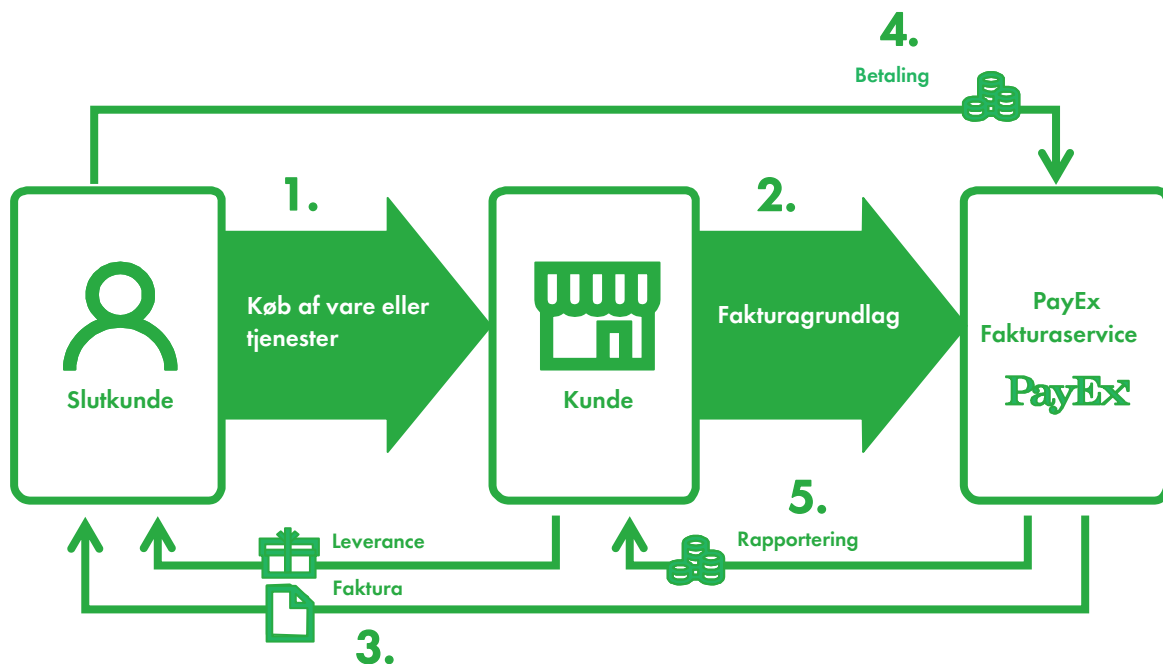 4.
Betaling
1.
2.
Køb af vare eller
tjenester
Fakturagrundlag
PayEx
Fakturaservice
PayEx
Slutkunde
Kunde
5.
Leverance
Rapportering
Faktura
3.